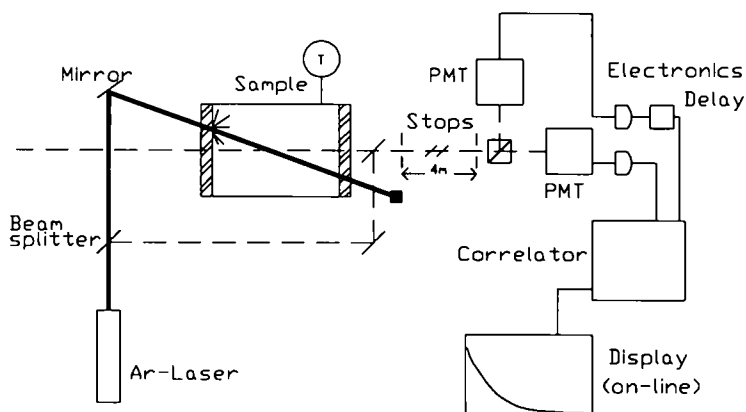 T
Mirror
Sample
PMT
Electronics
Delay
Stops
4m
PMT
Beam
splitter
Correlator
Ar-Laser
Display
(on-line)